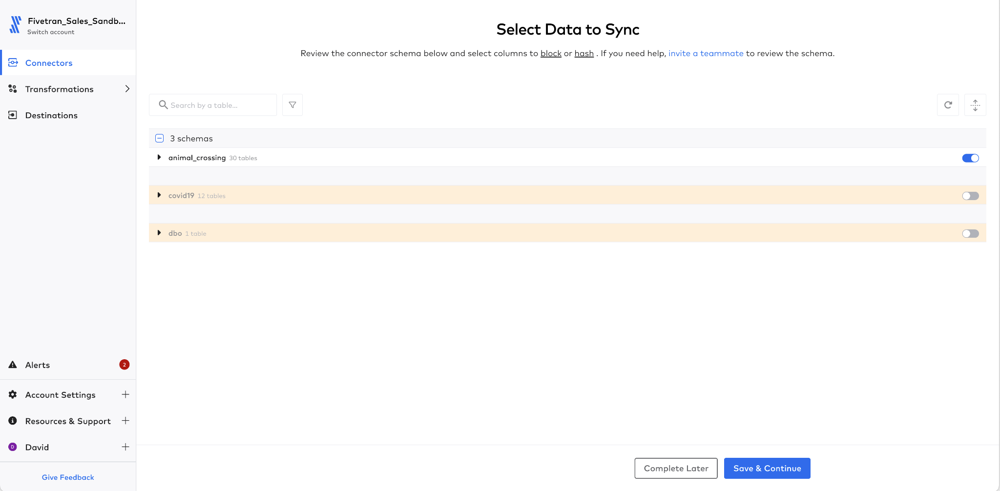 Fivetran_Sales_Sandb...
Switch account
Connectors
Transformations
Destinations
Alerts 2
Account Settings
Resources & Support
D David
Give Feedback
Select Data to Sync
Review the connector schema below and select columns to block or hash . If you need help, invite a teammate to review the schema.
Search by a table...
3 schemas
animal_crossing 30 tables
covid19 12 tables
dbo 1 table
Complete Later
Save & Continue